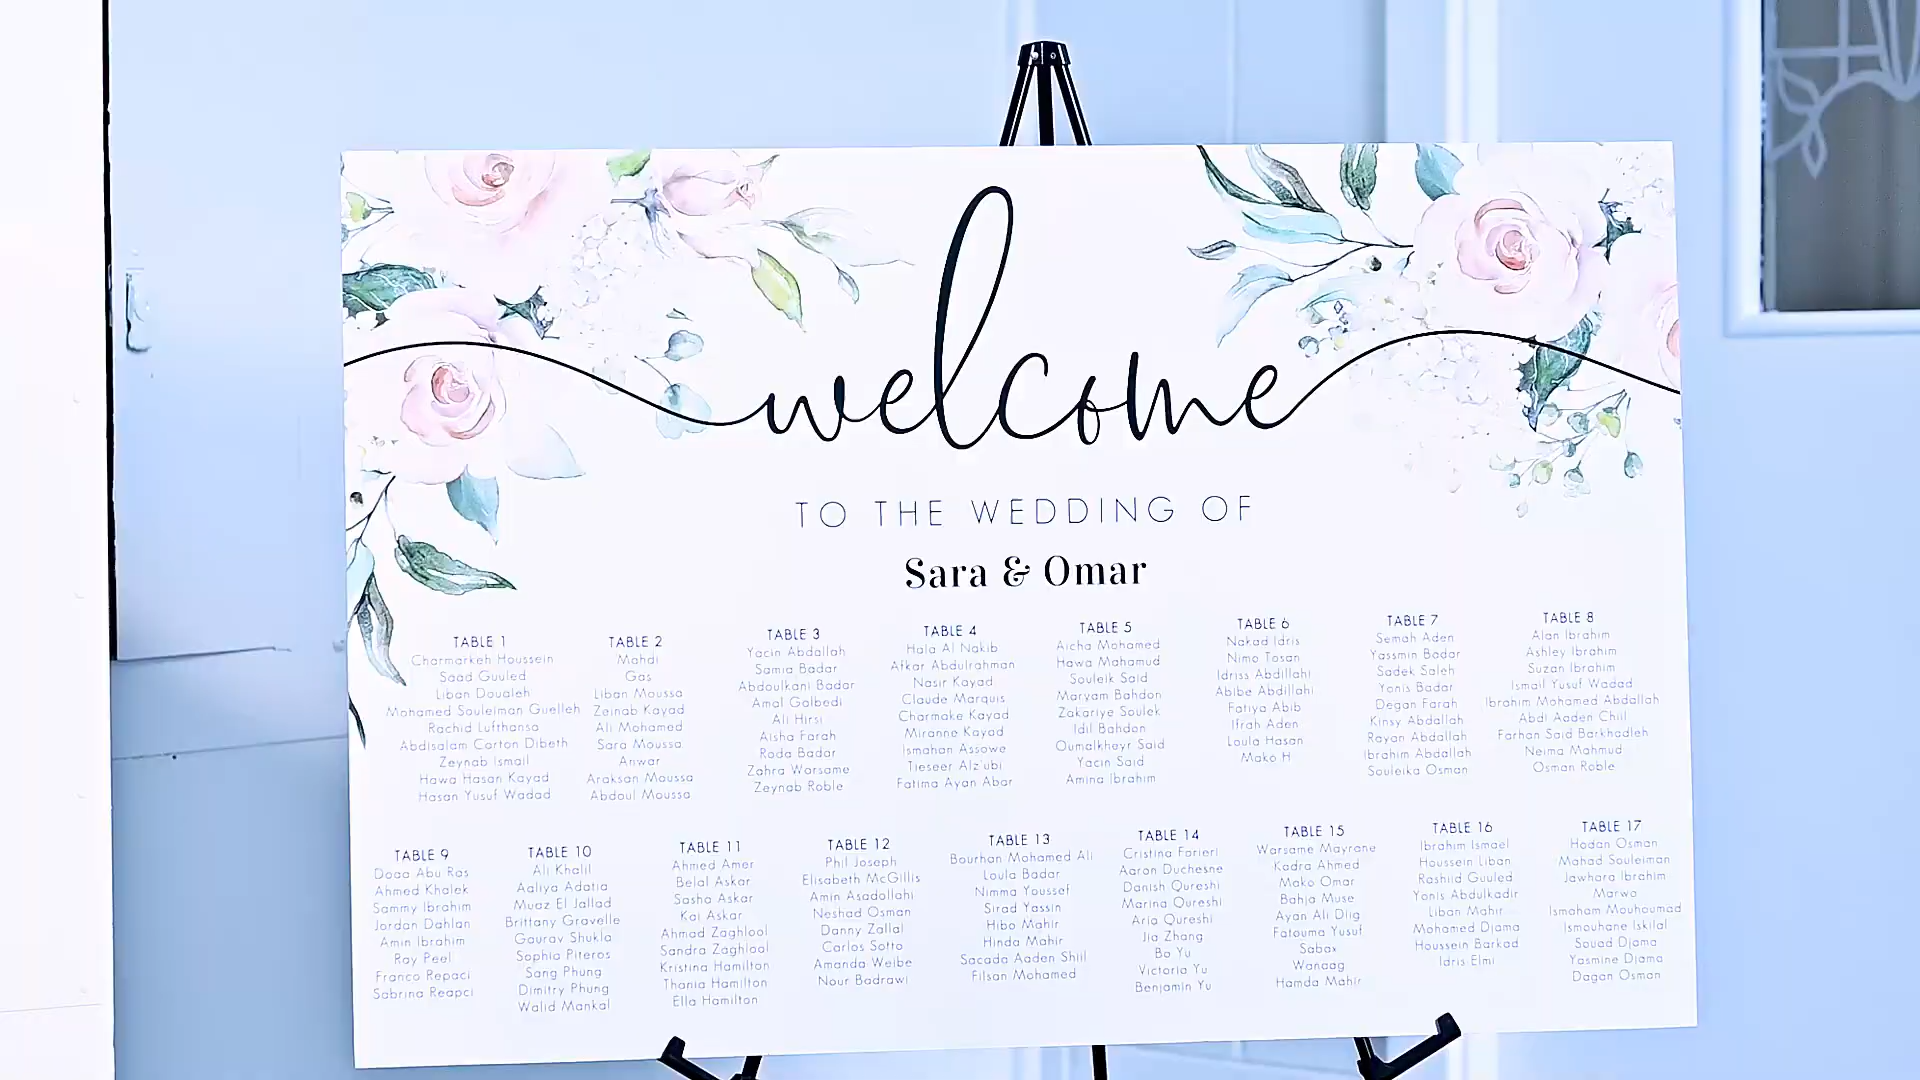 welcome
TO THE WEDDING OF
Sara & Omar
TABLE 1
Charmarkeh Houssein
Saad Guuled
Liban Doualeh
Mohamed Souleiman Guelleh
Rachid Lufthansa
Abdisalam Carton Dibeth
Zeynab Ismail
Hawa Hasan Kayad
Hasan Yusuf Wadad
TABLE 2
Mahdi
Gas
Liban Moussa
Zeinab Kayad
Ali Mohamed
Sara Moussa
Anwar
Araksan Moussa
Abdoul Moussa
TABLE 3
Yacin Abdallah
Samia Badar
Abdoulkani Badar
Amal Golbedi
Ali Hirsi
Aisha Farah
Roda Badar
Zahra Warsame
Zeynab Roble
TABLE 4
Hala Al Nakib
Afkar Abdulrahman
Nasir Kayad
Claude Marquis
Charmake Kayad
Miranne Kayad
Ismahan Assowe
Tieseer Alz'ubi
Fatima Ayan Abar
TABLE 5
Aicha Mohamed
Hawa Mahamud
Souleik Said
Maryam Bahdon
Zakariye Soulek
Idil Bahdon
Oumalkheyr Said
Yacin Said
Amina Ibrahim
TABLE 6
Nakad Idris
Nimo Tosan
Idriss Abdillahi
Abibe Abdillahi
Fatiya Abib
Ifrah Aden
Loula Hasan
Mako H
TABLE 7
Semah Aden
Yassmin Badar
Sadek Saleh
Yonis Badar
Degan Farah
Kinsy Abdallah
Rayan Abdallah
Ibrahim Abdallah
Souleika Osman
TABLE 8
Alan Ibrahim
Ashley Ibrahim
Suzan Ibrahim
Ismail Yusuf Wadad
Ibrahim Mohamed Abdallah
Abdi Aaden Chill
Farhan Said Barkhadleh
Neima Mahmud
Osman Roble
TABLE 9
Doaa Abu Ras
Ahmed Khalek
Sammy Ibrahim
Jordan Dahlan
Amin Ibrahim
Ray Peel
Franco Repaci
Sabrina Reapci
TABLE 10
Ali Khalil
Aaliya Adatia
Muaz El Jallad
Brittany Gravelle
Gaurav Shukla
Sophia Piteros
Sang Phung
Dimitry Phung
Walid Mankal
TABLE 11
Ahmed Amer
Belal Askar
Sasha Askar
Kai Askar
Ahmad Zaghlool
Sandra Zaghlool
Kristina Hamilton
Thania Hamilton
Ella Hamilton
TABLE 12
Phil Joseph
Elisabeth McGillis
Amin Asadollahi
Neshad Osman
Danny Zallal
Carlos Sotto
Amanda Weibe
Nour Badrawi
TABLE 13
Bourhan Mohamed Ali
Loula Badar
Nimma Youssef
Sirad Yassin
Hibo Mahir
Hinda Mahir
Sacada Aaden Shiil
Filsan Mohamed
TABLE 14
Cristina Farieri
Aaron Duchesne
Danish Qureshi
Marina Qureshi
Aria Qureshi
Jia Zhang
Bo Yu
Victoria Yu
Benjamin Yu
TABLE 15
Warsame Mayrane
Kadra Ahmed
Mako Omar
Bahja Muse
Ayan Ali Diig
Fatouma Yusuf
Sabax
Wanaag
Hamda Mahir
TABLE 16
Ibrahim Ismael
Houssein Liban
Rashid Guuled
Yonis Abdulkadir
Liban Mahir
Mohamed Djama
Houssein Barkad
Idris Elmi
TABLE 17
Hodan Osman
Mahad Souleiman
Jawhara Ibrahim
Marwo
Ismaham Mouhoumad
Ismouhane Iskilal
Souad Djama
Yasmine Djama
Dagan Osman